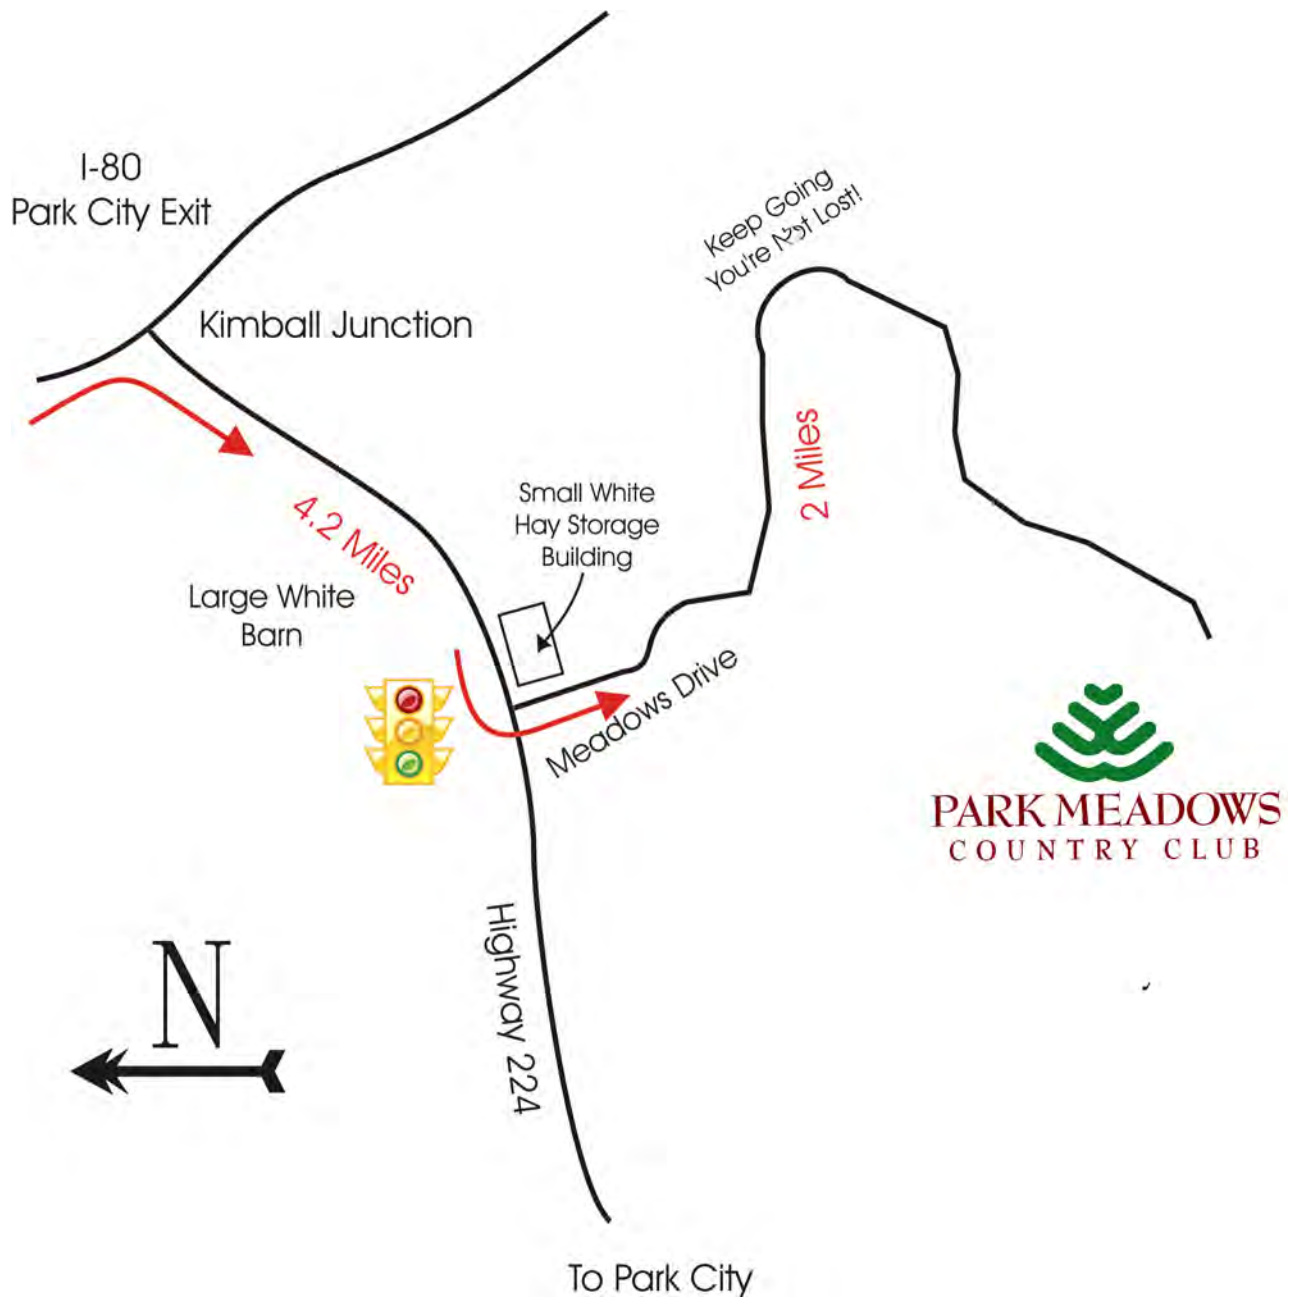 I-80
Park City Exit
Kimball Junction
Keep Going
You're Not Lost!
4.2 Miles
2 Miles
Small White
Hay Storage
Building
Large White
Barn
Meadows Drive
PARK MEADOWS
COUNTRY CLUB
Highway 224
N
To Park City